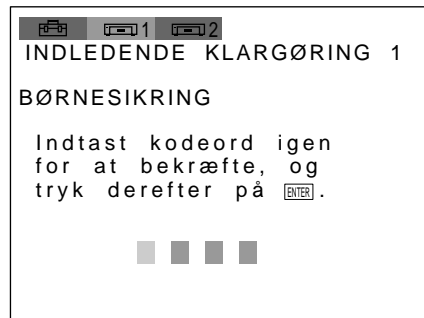 1 2
INDLEDENDE KLARGØRING 1
BØRNESIKRING
Indtast kodeord igen
for at bekræfte, og
tryk derefter på ENTER.